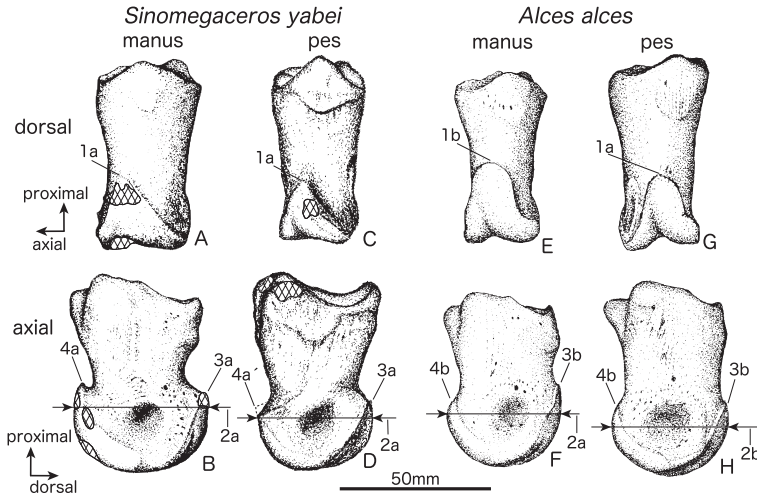 Sinomegaceros yabei Alces alces
manus pes manus pes
dorsal
1a 1a 1b 1a
proximal
axial
A C E G
axial
4a 3a 4a 3a 4b 3b 4b 3b
2a 2a 2a 2b
proximal
dorsal
B D F H
50mm